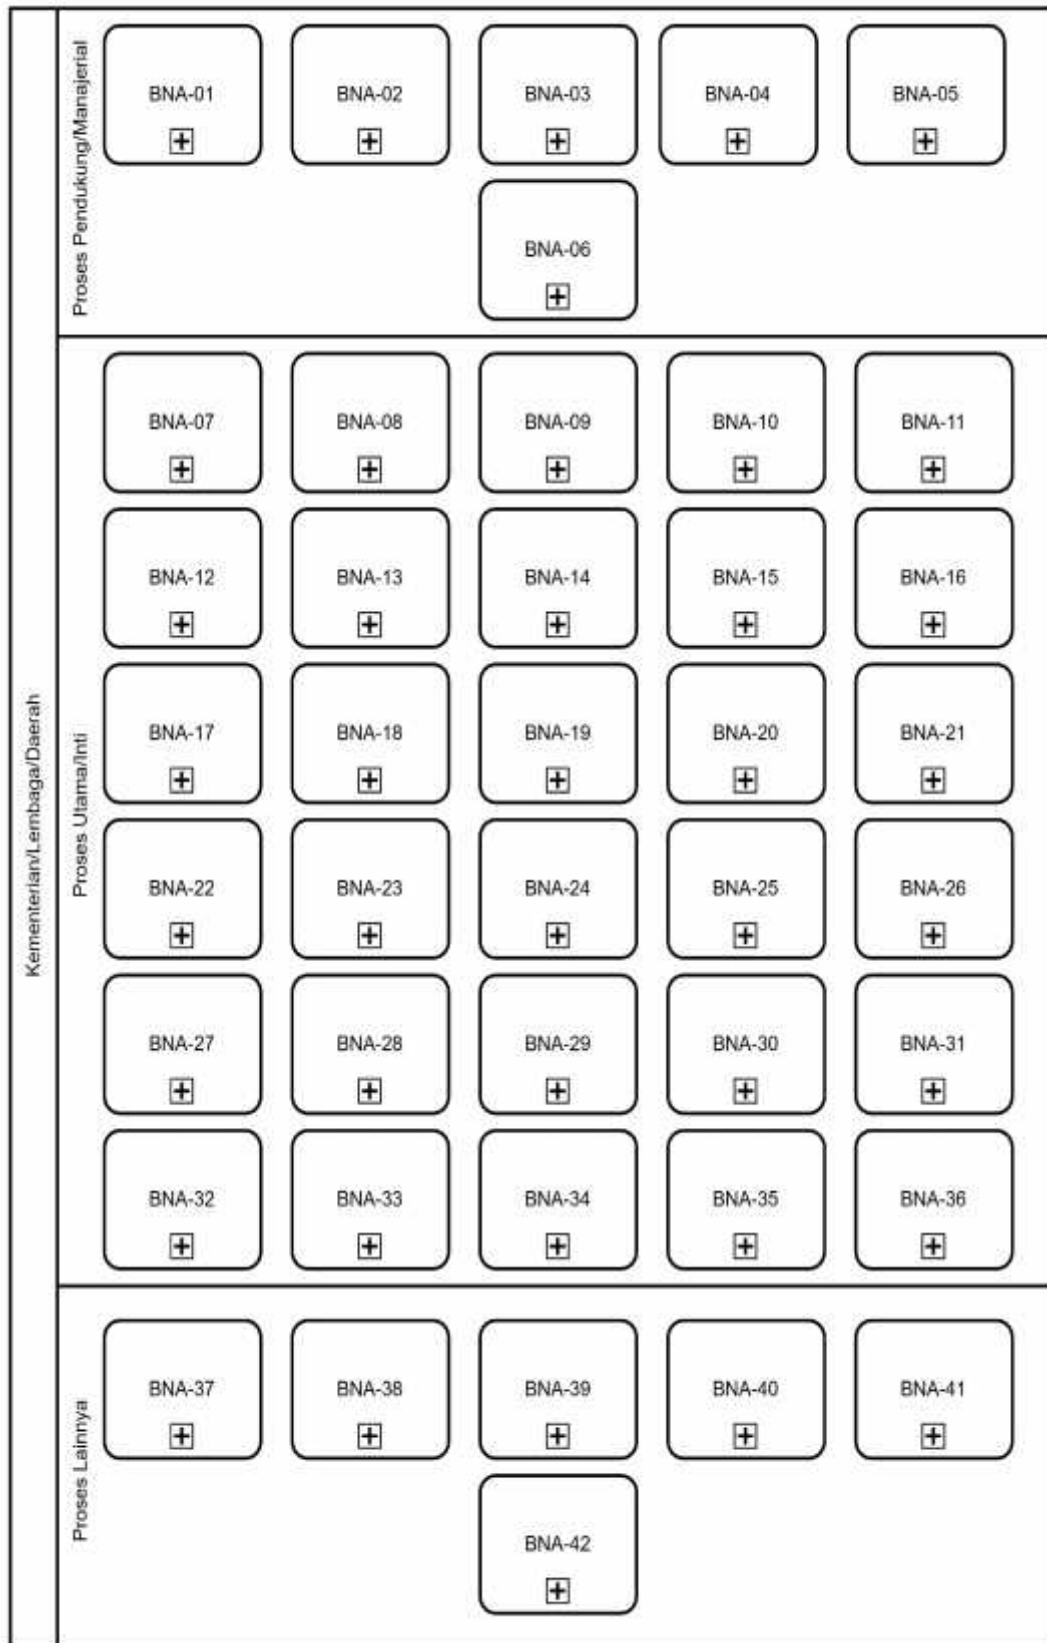 Kementerian/Lembaga/Daerah
Proses Pendukung/Manajerial
BNA-01 BNA-02 BNA-03 BNA-04 BNA-05
BNA-06
Proses Utama/Inti
BNA-07 BNA-08 BNA-09 BNA-10 BNA-11
BNA-12 BNA-13 BNA-14 BNA-15 BNA-16
BNA-17 BNA-18 BNA-19 BNA-20 BNA-21
BNA-22 BNA-23 BNA-24 BNA-25 BNA-26
BNA-27 BNA-28 BNA-29 BNA-30 BNA-31
BNA-32 BNA-33 BNA-34 BNA-35 BNA-36
Proses Lainnya
BNA-37 BNA-38 BNA-39 BNA-40 BNA-41
BNA-42